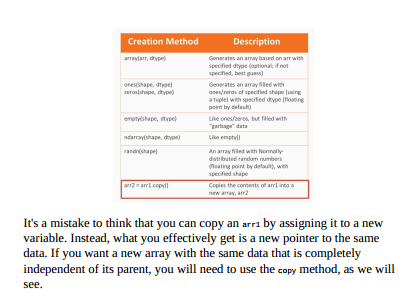 Creation Method Description
array(arr, dtype) Generates an array based on arr with
specified dtype (optional; if not
specified, best guess)
ones(shape, dtype) Generates an array filled with
zeros(shape, dtype) ones/zeros of specified shape (using
a tuple) with specified dtype (floating
point by default)
empty(shape, dtype) Like ones/zeros, but filled with
"garbage" data
ndarray(shape, dtype) Like empty()
randn(shape) An array filled with Normally-
distributed random numbers
(floating point by default), with
specified shape
arr2 = arr1.copy() Copies the contents of arr1 into a
new array, arr2
It's a mistake to think that you can copy an arr1 by assigning it to a new
variable. Instead, what you effectively get is a new pointer to the same
data. If you want a new array with the same data that is completely
independent of its parent, you will need to use the copy method, as we will
see.